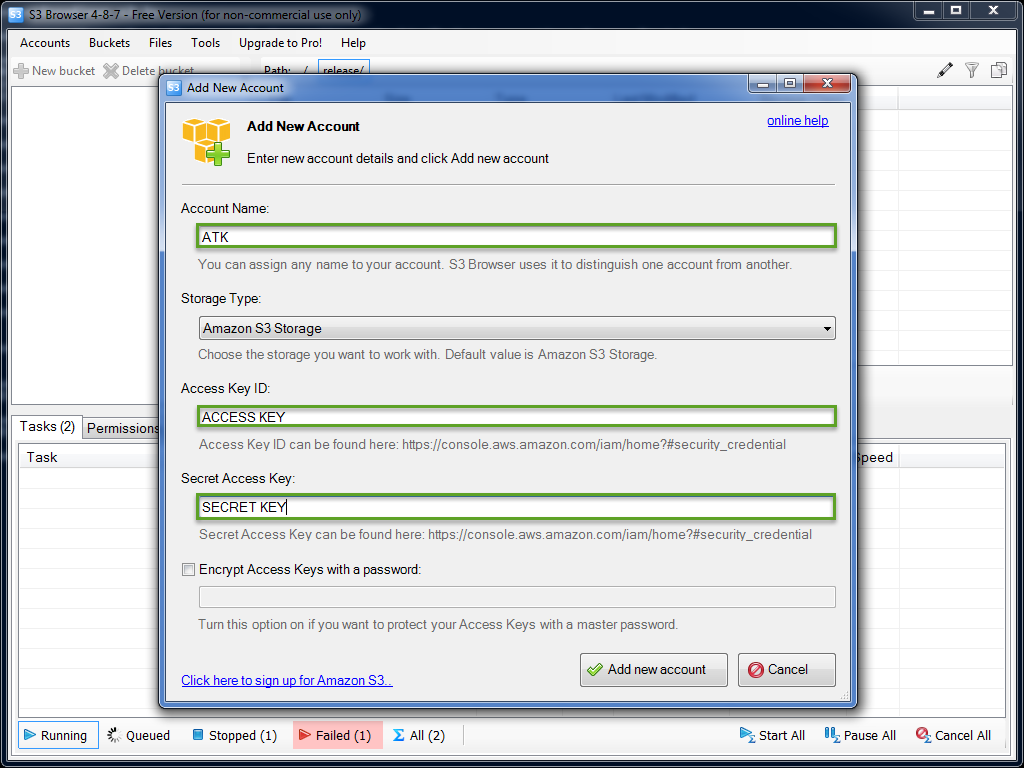 S3 Browser 4-8-7 - Free Version (for non-commercial use only)
Accounts Buckets Files Tools Upgrade to Pro! Help
New bucket Delete bucket Path: / release/
Add New Account
Add New Account
online help
Enter new account details and click Add new account
Account Name:
ATK
You can assign any name to your account. S3 Browser uses it to distinguish one account from another.
Storage Type:
Amazon S3 Storage
Choose the storage you want to work with. Default value is Amazon S3 Storage.
Access Key ID:
ACCESS KEY
Access Key ID can be found here: https://console.aws.amazon.com/iam/home?#security_credential
Secret Access Key:
SECRET KEY
Secret Access Key can be found here: https://console.aws.amazon.com/iam/home?#security_credential
Encrypt Access Keys with a password:
Turn this option on if you want to protect your Access Keys with a master password.
Click here to sign up for Amazon S3..
Add new account Cancel
Tasks (2) Permissions
Task Speed
Running Queued Stopped (1) Failed (1) All (2) Start All Pause All Cancel All